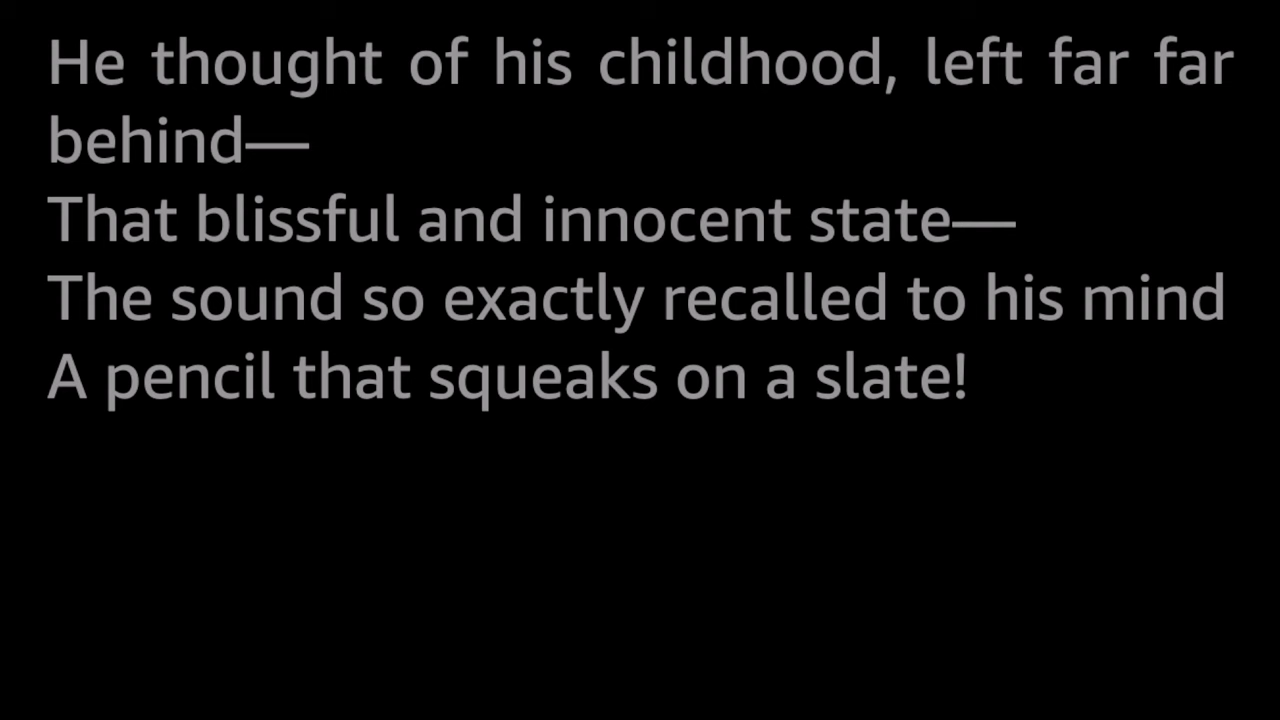 He thought of his childhood, left far far
behind—
That blissful and innocent state—
The sound so exactly recalled to his mind
A pencil that squeaks on a slate!